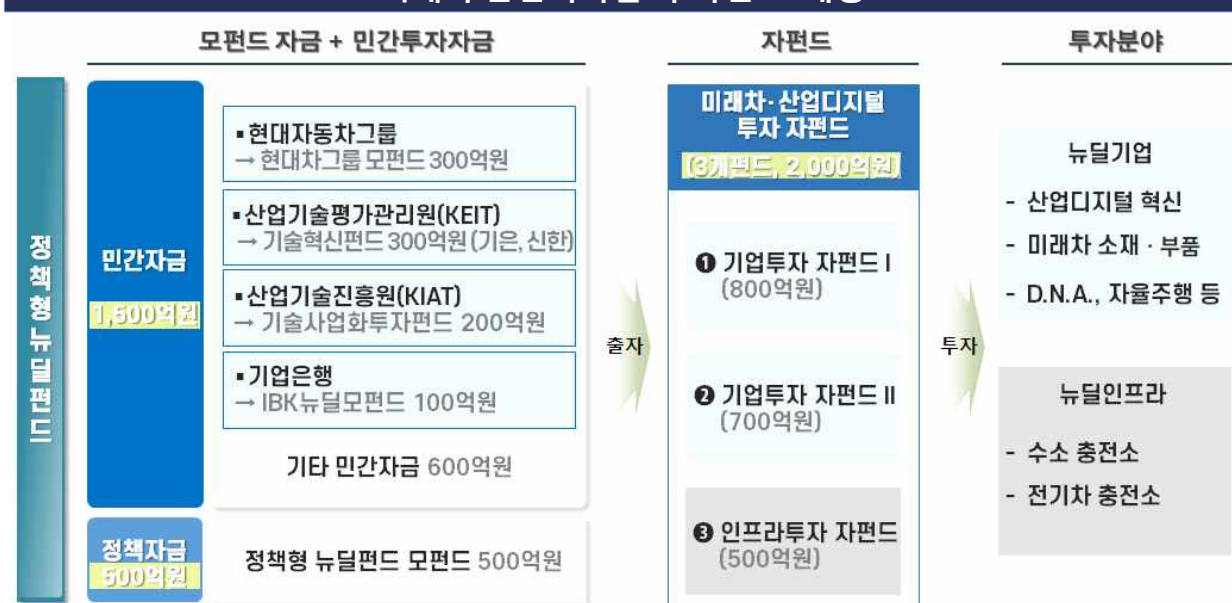 모펀드 자금 + 민간투자자금
자펀드
투자분야
정책형 뉴딜펀드
민간자금
1,500억원
▪현대자동차그룹
→ 현대차그룹 모펀드 300억원
▪산업기술평가관리원(KEIT)
→ 기술혁신펀드 300억원 (기은, 신한)
▪산업기술진흥원(KIAT)
→ 기술사업화투자펀드 200억원
▪기업은행
→ IBK뉴딜모펀드 100억원
기타 민간자금 600억원
정책자금
500억원
정책형 뉴딜펀드 모펀드 500억원
출자
미래차·산업디지털
투자 자펀드
(3개펀드, 2,000억원)
❶ 기업투자 자펀드 I
(800억원)
❷ 기업투자 자펀드 II
(700억원)
❸ 인프라투자 자펀드
(500억원)
투자
뉴딜기업
- 산업디지털 혁신
- 미래차 소재 · 부품
- D.N.A., 자율주행 등
뉴딜인프라
- 수소 충전소
- 전기차 충전소